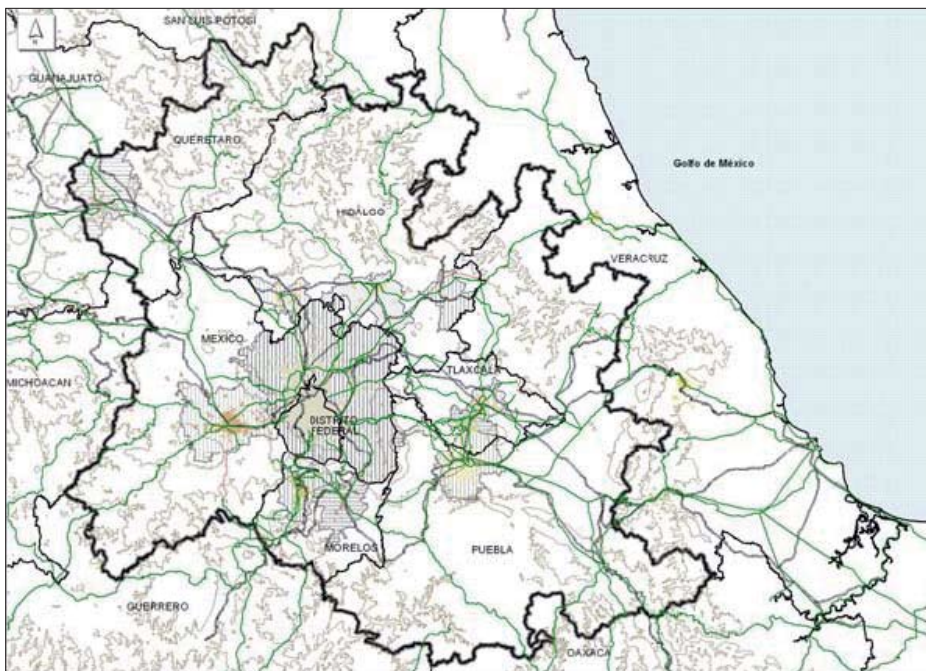 SAN LUIS POTOSI
N
GUANAJUATO
QUERETARO
Golfo de México
HIDALGO
VERACRUZ
MEXICO
MICHOACAN
TLAXCALA
DISTRITO
FEDERAL
MORELOS
PUEBLA
GUERRERO
OAXACA